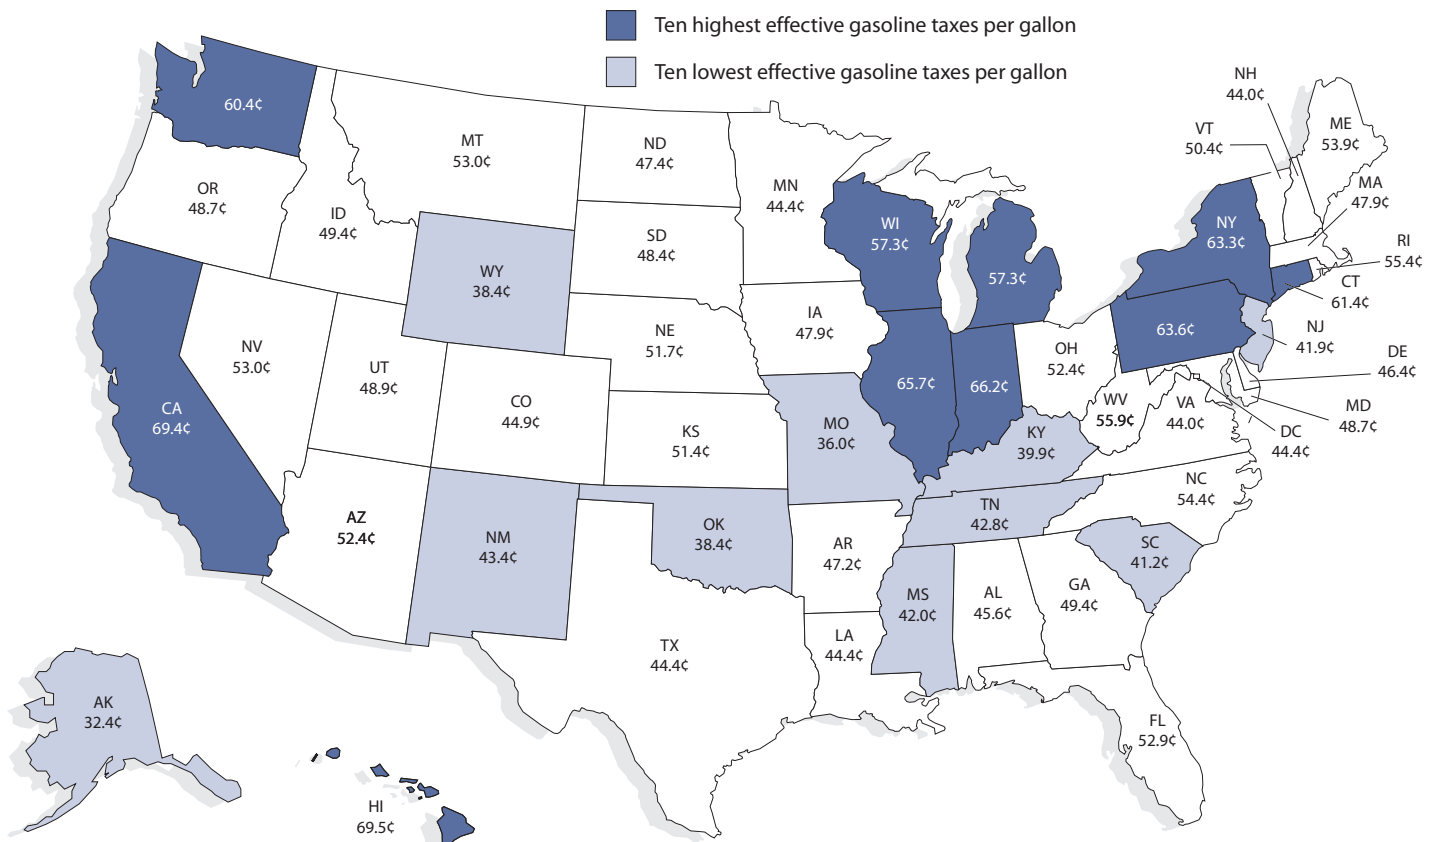 Ten highest effective gasoline taxes per gallon
Ten lowest effective gasoline taxes per gallon
60.4¢
OR
48.7¢
ID
49.4¢
MT
53.0¢
ND
47.4¢
MN
44.4¢
SD
48.4¢
WY
38.4¢
WI
57.3¢
57.3¢
NH
44.0¢
VT
50.4¢
ME
53.9¢
MA
47.9¢
NY
63.3¢
RI
55.4¢
CT
61.4¢
NJ
41.9¢
DE
46.4¢
MD
48.7¢
DC
44.4¢
63.6¢
OH
52.4¢
WV
55.9¢
VA
44.0¢
CA
69.4¢
NV
53.0¢
UT
48.9¢
CO
44.9¢
NE
51.7¢
IA
47.9¢
KS
51.4¢
MO
36.0¢
65.7¢
66.2¢
KY
39.9¢
TN
42.8¢
NC
54.4¢
SC
41.2¢
AZ
52.4¢
NM
43.4¢
OK
38.4¢
AR
47.2¢
MS
42.0¢
AL
45.6¢
GA
49.4¢
TX
44.4¢
LA
44.4¢
FL
52.9¢
AK
32.4¢
HI
69.5¢